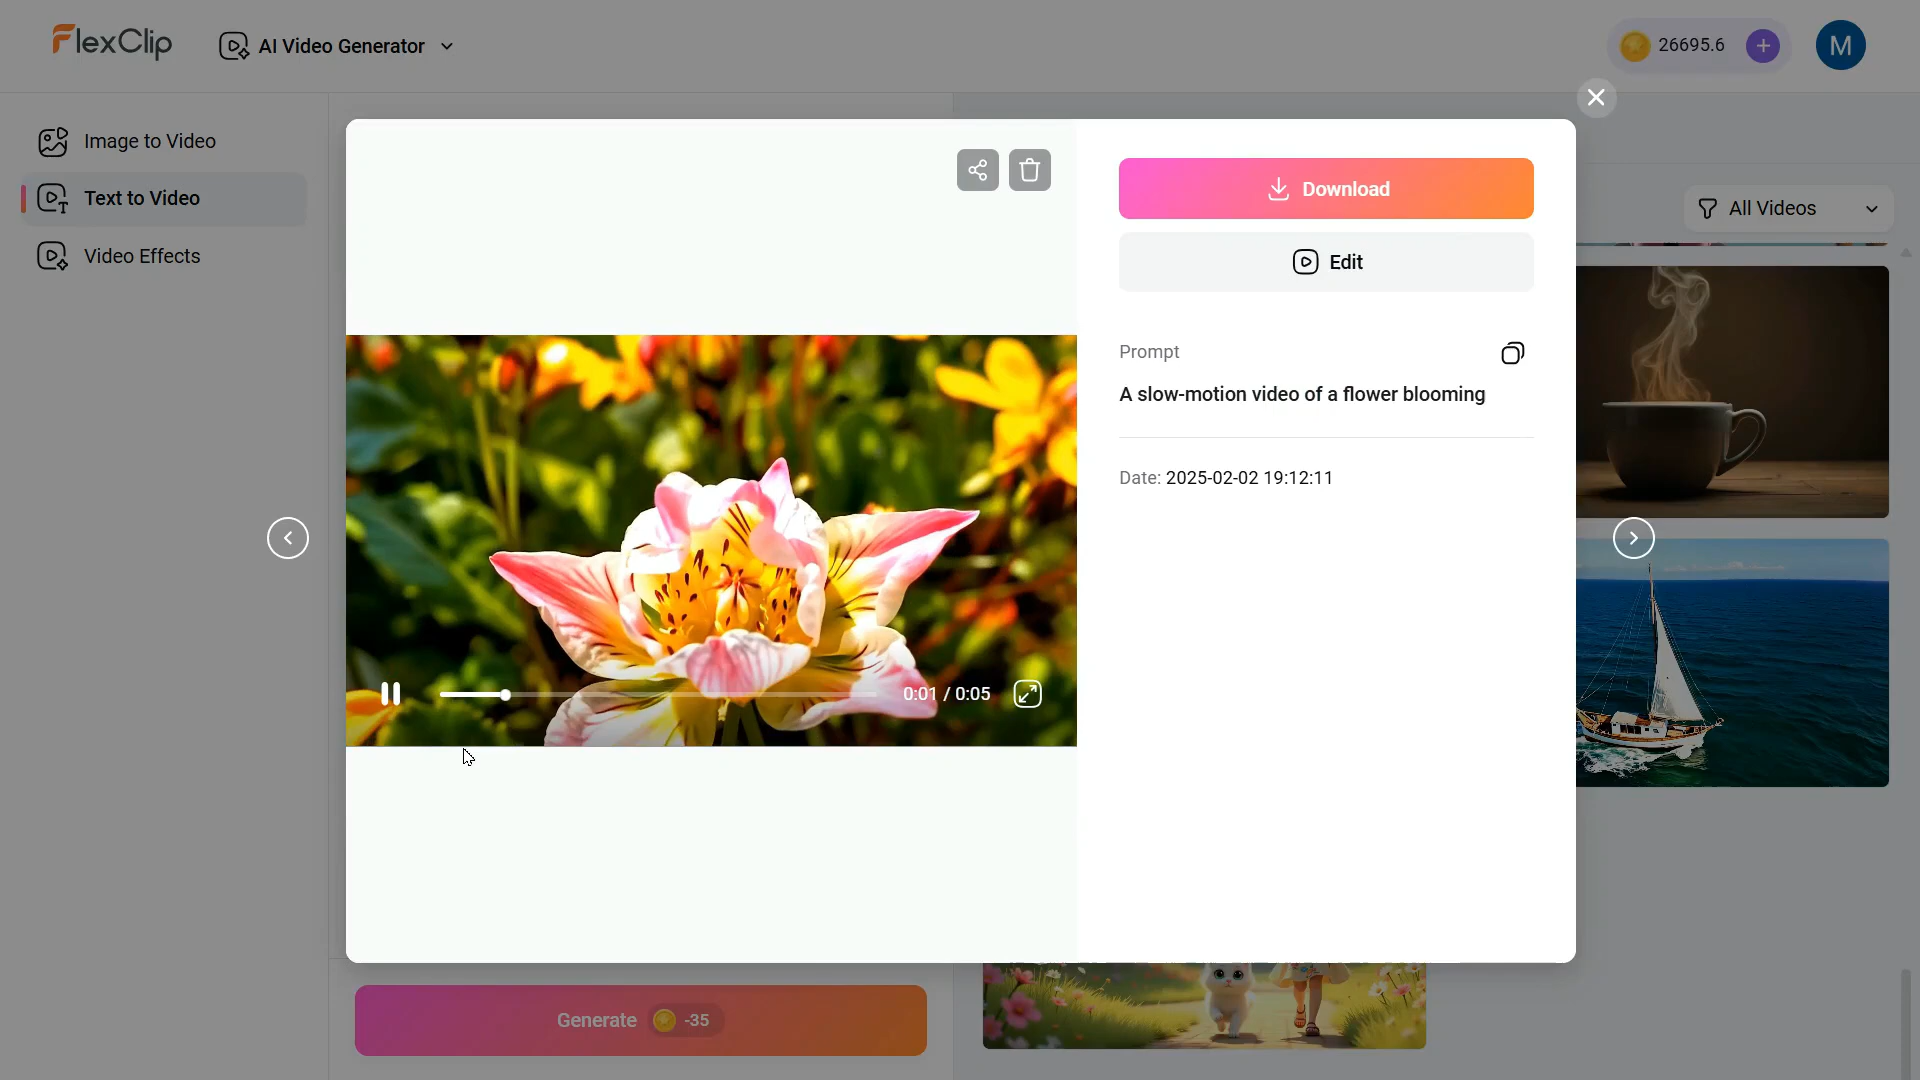 FlexClip
AI Video Generator
26695.6
M
Image to Video
Text to Video
Video Effects
Download
Edit
All Videos
Prompt
A slow-motion video of a flower blooming
Date: 2025-02-02 19:12:11
0:01 / 0:05
Generate -35